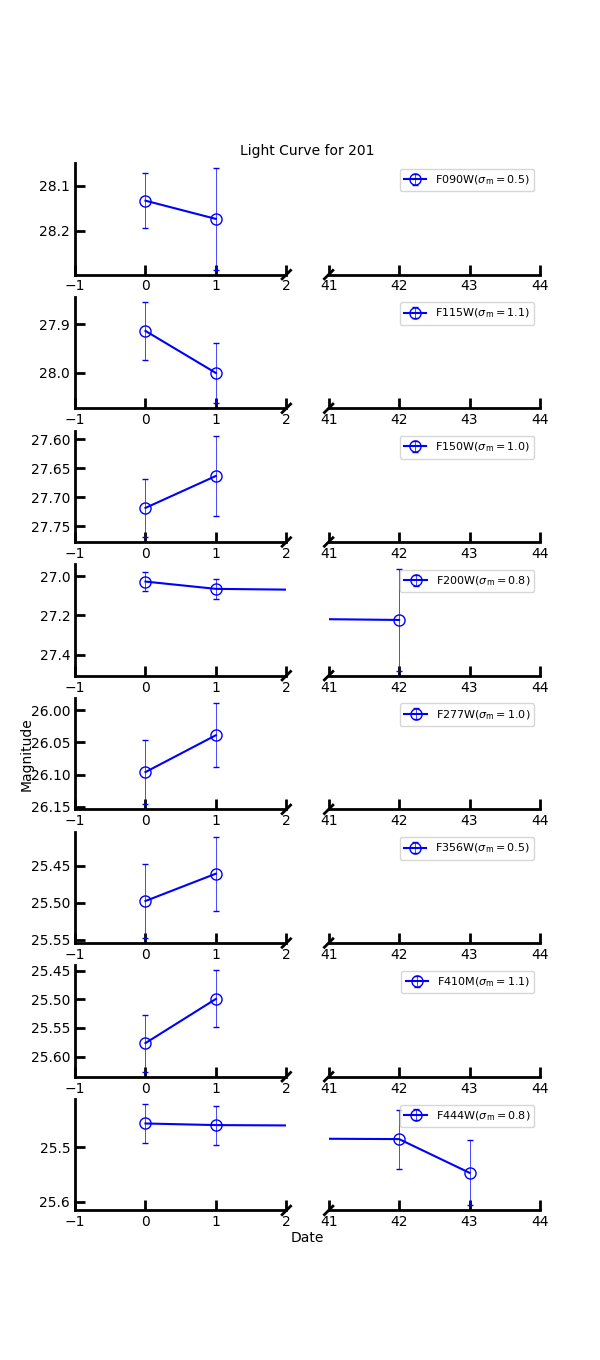 Light Curve for 201
28.1
28.2
F090W(σm = 0.5)
−1 0 1 2 41 42 43 44
27.9
28.0
F115W(σm = 1.1)
−1 0 1 2 41 42 43 44
27.60
27.65
27.70
27.75
F150W(σm = 1.0)
−1 0 1 2 41 42 43 44
27.0
27.2
27.4
F200W(σm = 0.8)
−1 0 1 2 41 42 43 44
Magnitude
26.00
26.05
26.10
26.15
F277W(σm = 1.0)
−1 0 1 2 41 42 43 44
25.45
25.50
25.55
F356W(σm = 0.5)
−1 0 1 2 41 42 43 44
25.45
25.50
25.55
25.60
F410M(σm = 1.1)
−1 0 1 2 41 42 43 44
25.5
25.6
F444W(σm = 0.8)
−1 0 1 2 41 42 43 44
Date